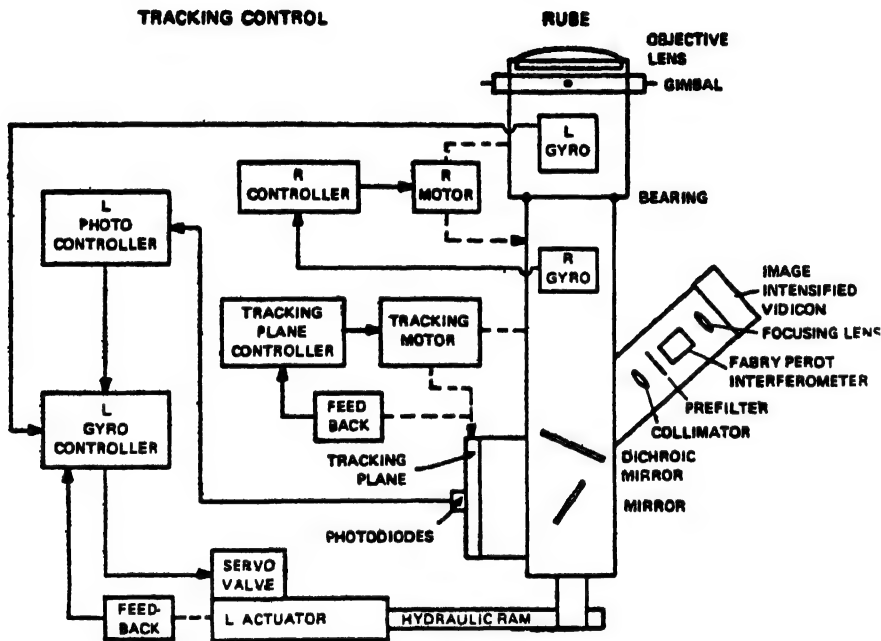 TRACKING CONTROL
RUBE
OBJECTIVE
LENS
GIMBAL
L
GYRO
R
CONTROLLER
R
MOTOR
BEARING
L
PHOTO
CONTROLLER
R
GYRO
IMAGE
INTENSIFIED
VIDICON
FOCUSING LENS
FABRY PEROT
INTERFEROMETER
PREFILTER
COLLIMATOR
TRACKING
PLANE
CONTROLLER
TRACKING
MOTOR
FEED
BACK
L
GYRO
CONTROLLER
TRACKING
PLANE
DICHROIC
MIRROR
MIRROR
PHOTODIODES
SERVO
VALVE
FEED-
BACK
L ACTUATOR
HYDRAULIC RAM